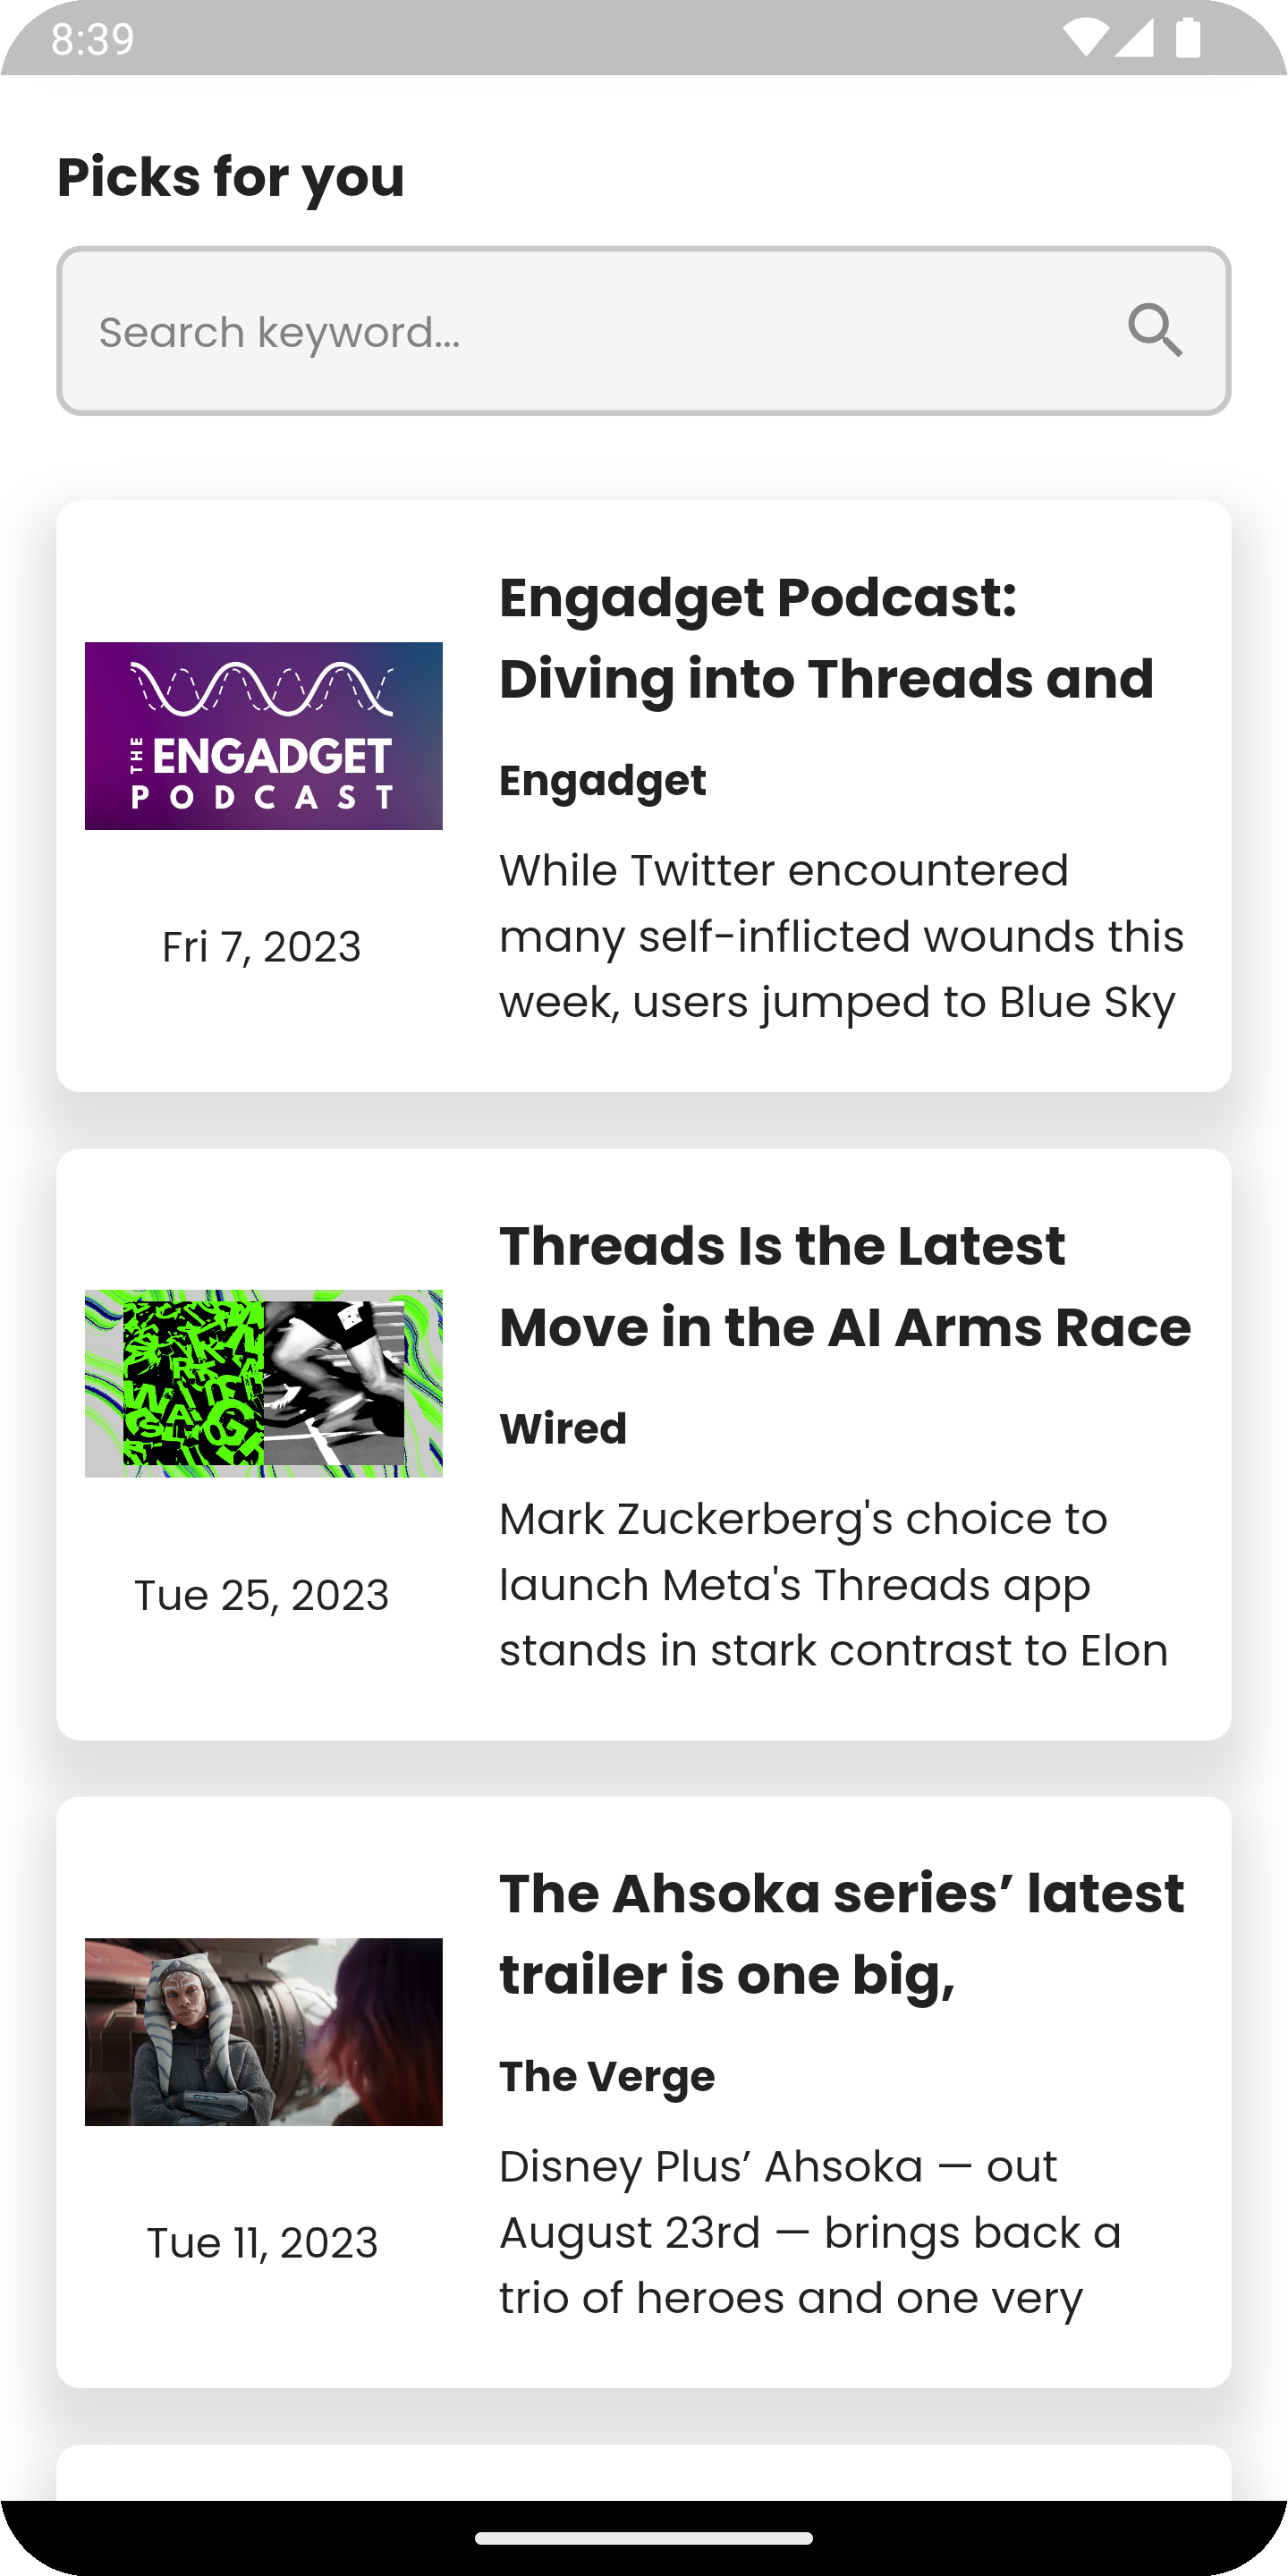 8:39
Picks for you
Search keyword...
THE ENGADGET
PODCAST
Fri 7, 2023
Engadget Podcast:
Diving into Threads and
Engadget
While Twitter encountered
many self-inflicted wounds this
week, users jumped to Blue Sky
Tue 25, 2023
Threads Is the Latest
Move in the AI Arms Race
Wired
Mark Zuckerberg's choice to
launch Meta's Threads app
stands in stark contrast to Elon
Tue 11, 2023
The Ahsoka series’ latest
trailer is one big,
The Verge
Disney Plus’ Ahsoka — out
August 23rd — brings back a
trio of heroes and one very